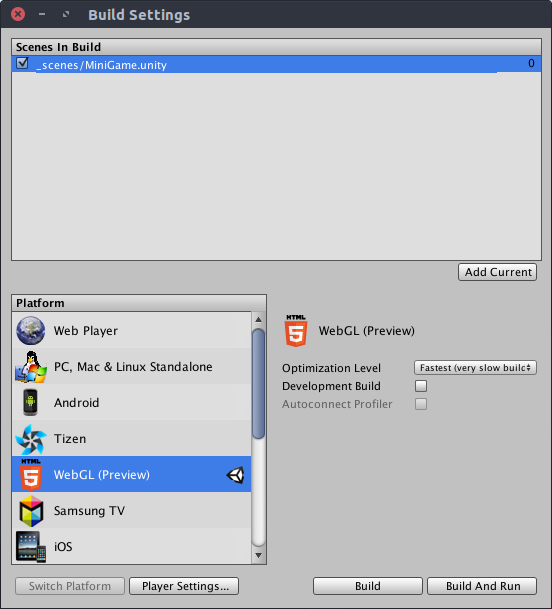 Build Settings
Scenes In Build
_scenes/MiniGame.unity 0
Add Current
Platform
Web Player
PC, Mac & Linux Standalone
Android
Tizen
HTML
5
WebGL (Preview)
Samsung TV
iOS
HTML
5
WebGL (Preview)
Optimization Level Fastest (very slow builc
Development Build
Autoconnect Profiler
Switch Platform Player Settings... Build Build And Run